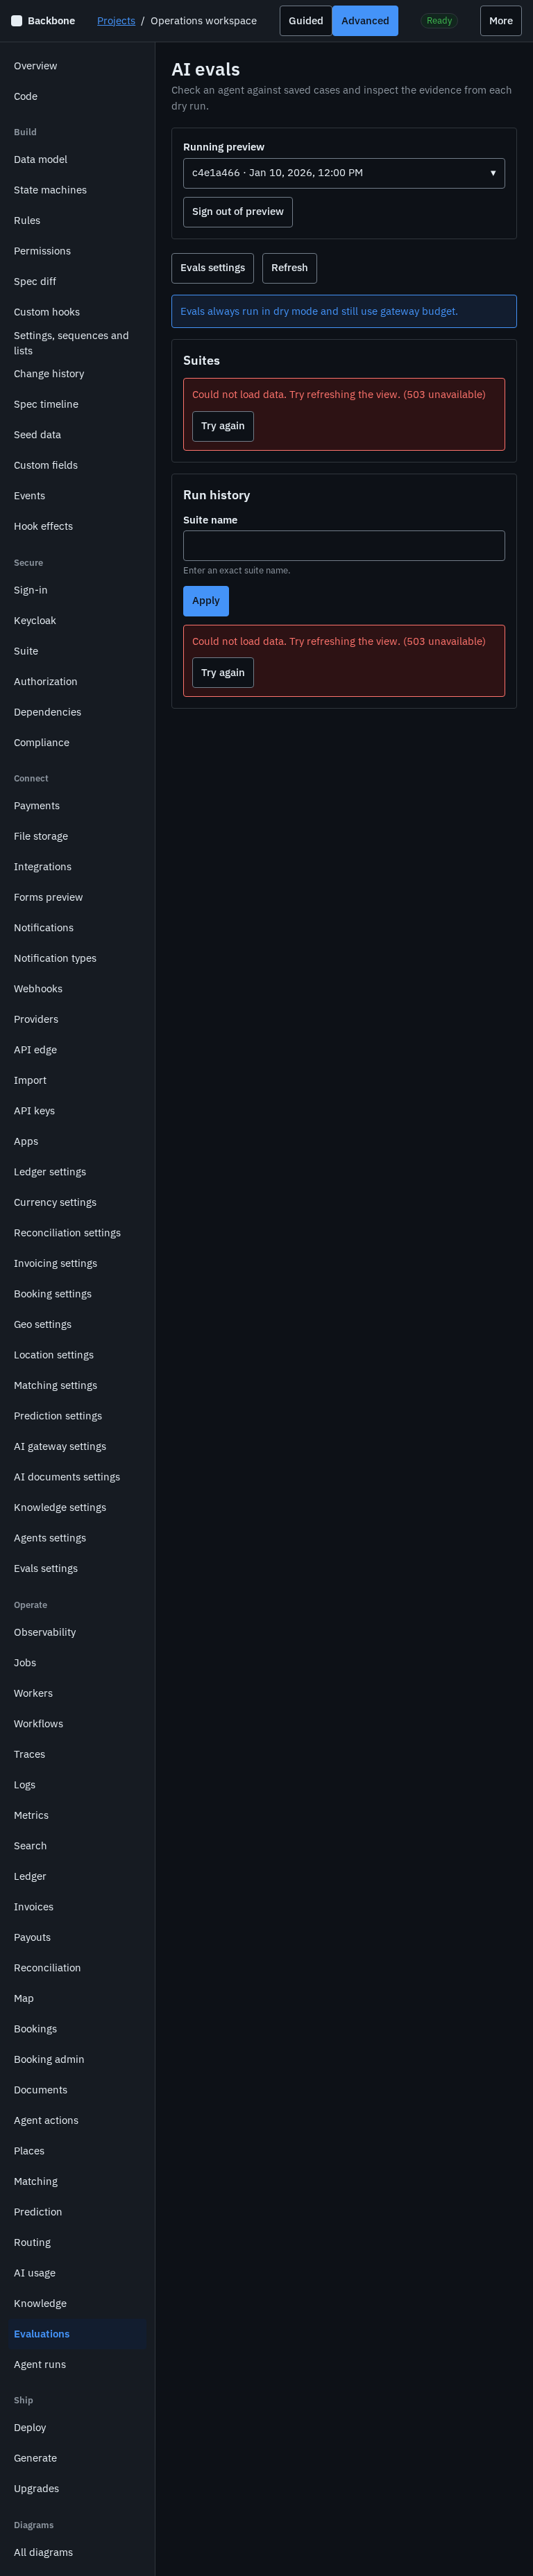 Backbone
Projects / Operations workspace
Guided
Advanced
Ready
More
Overview
Code
Build
Data model
State machines
Rules
Permissions
Spec diff
Custom hooks
Settings, sequences and
lists
Change history
Spec timeline
Seed data
Custom fields
Events
Hook effects
Secure
Sign-in
Keycloak
Suite
Authorization
Dependencies
Compliance
Connect
Payments
File storage
Integrations
Forms preview
Notifications
Notification types
Webhooks
Providers
API edge
Import
API keys
Apps
Ledger settings
Currency settings
Reconciliation settings
Invoicing settings
Booking settings
Geo settings
Location settings
Matching settings
Prediction settings
AI gateway settings
AI documents settings
Knowledge settings
Agents settings
Evals settings
Operate
Observability
Jobs
Workers
Workflows
Traces
Logs
Metrics
Search
Ledger
Invoices
Payouts
Reconciliation
Map
Bookings
Booking admin
Documents
Agent actions
Places
Matching
Prediction
Routing
AI usage
Knowledge
Evaluations
Agent runs
Ship
Deploy
Generate
Upgrades
Diagrams
All diagrams
AI evals
Check an agent against saved cases and inspect the evidence from each
dry run.
Running preview
c4e1a466 · Jan 10, 2026, 12:00 PM
Sign out of preview
Evals settings
Refresh
Evals always run in dry mode and still use gateway budget.
Suites
Could not load data. Try refreshing the view. (503 unavailable)
Try again
Run history
Suite name
Enter an exact suite name.
Apply
Could not load data. Try refreshing the view. (503 unavailable)
Try again